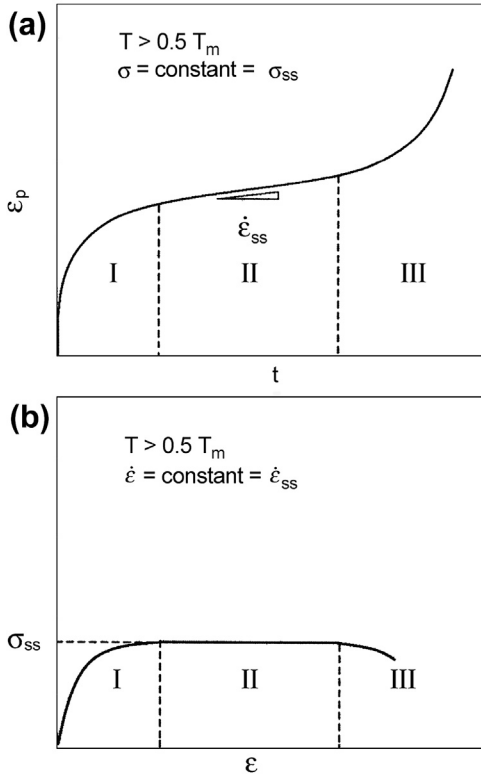 (a)
T > 0.5 Tm
σ = constant = σss
εp
ε̇ss
I II III
t
(b)
T > 0.5 Tm
ε̇ = constant = ε̇ss
σss
I II III
ε